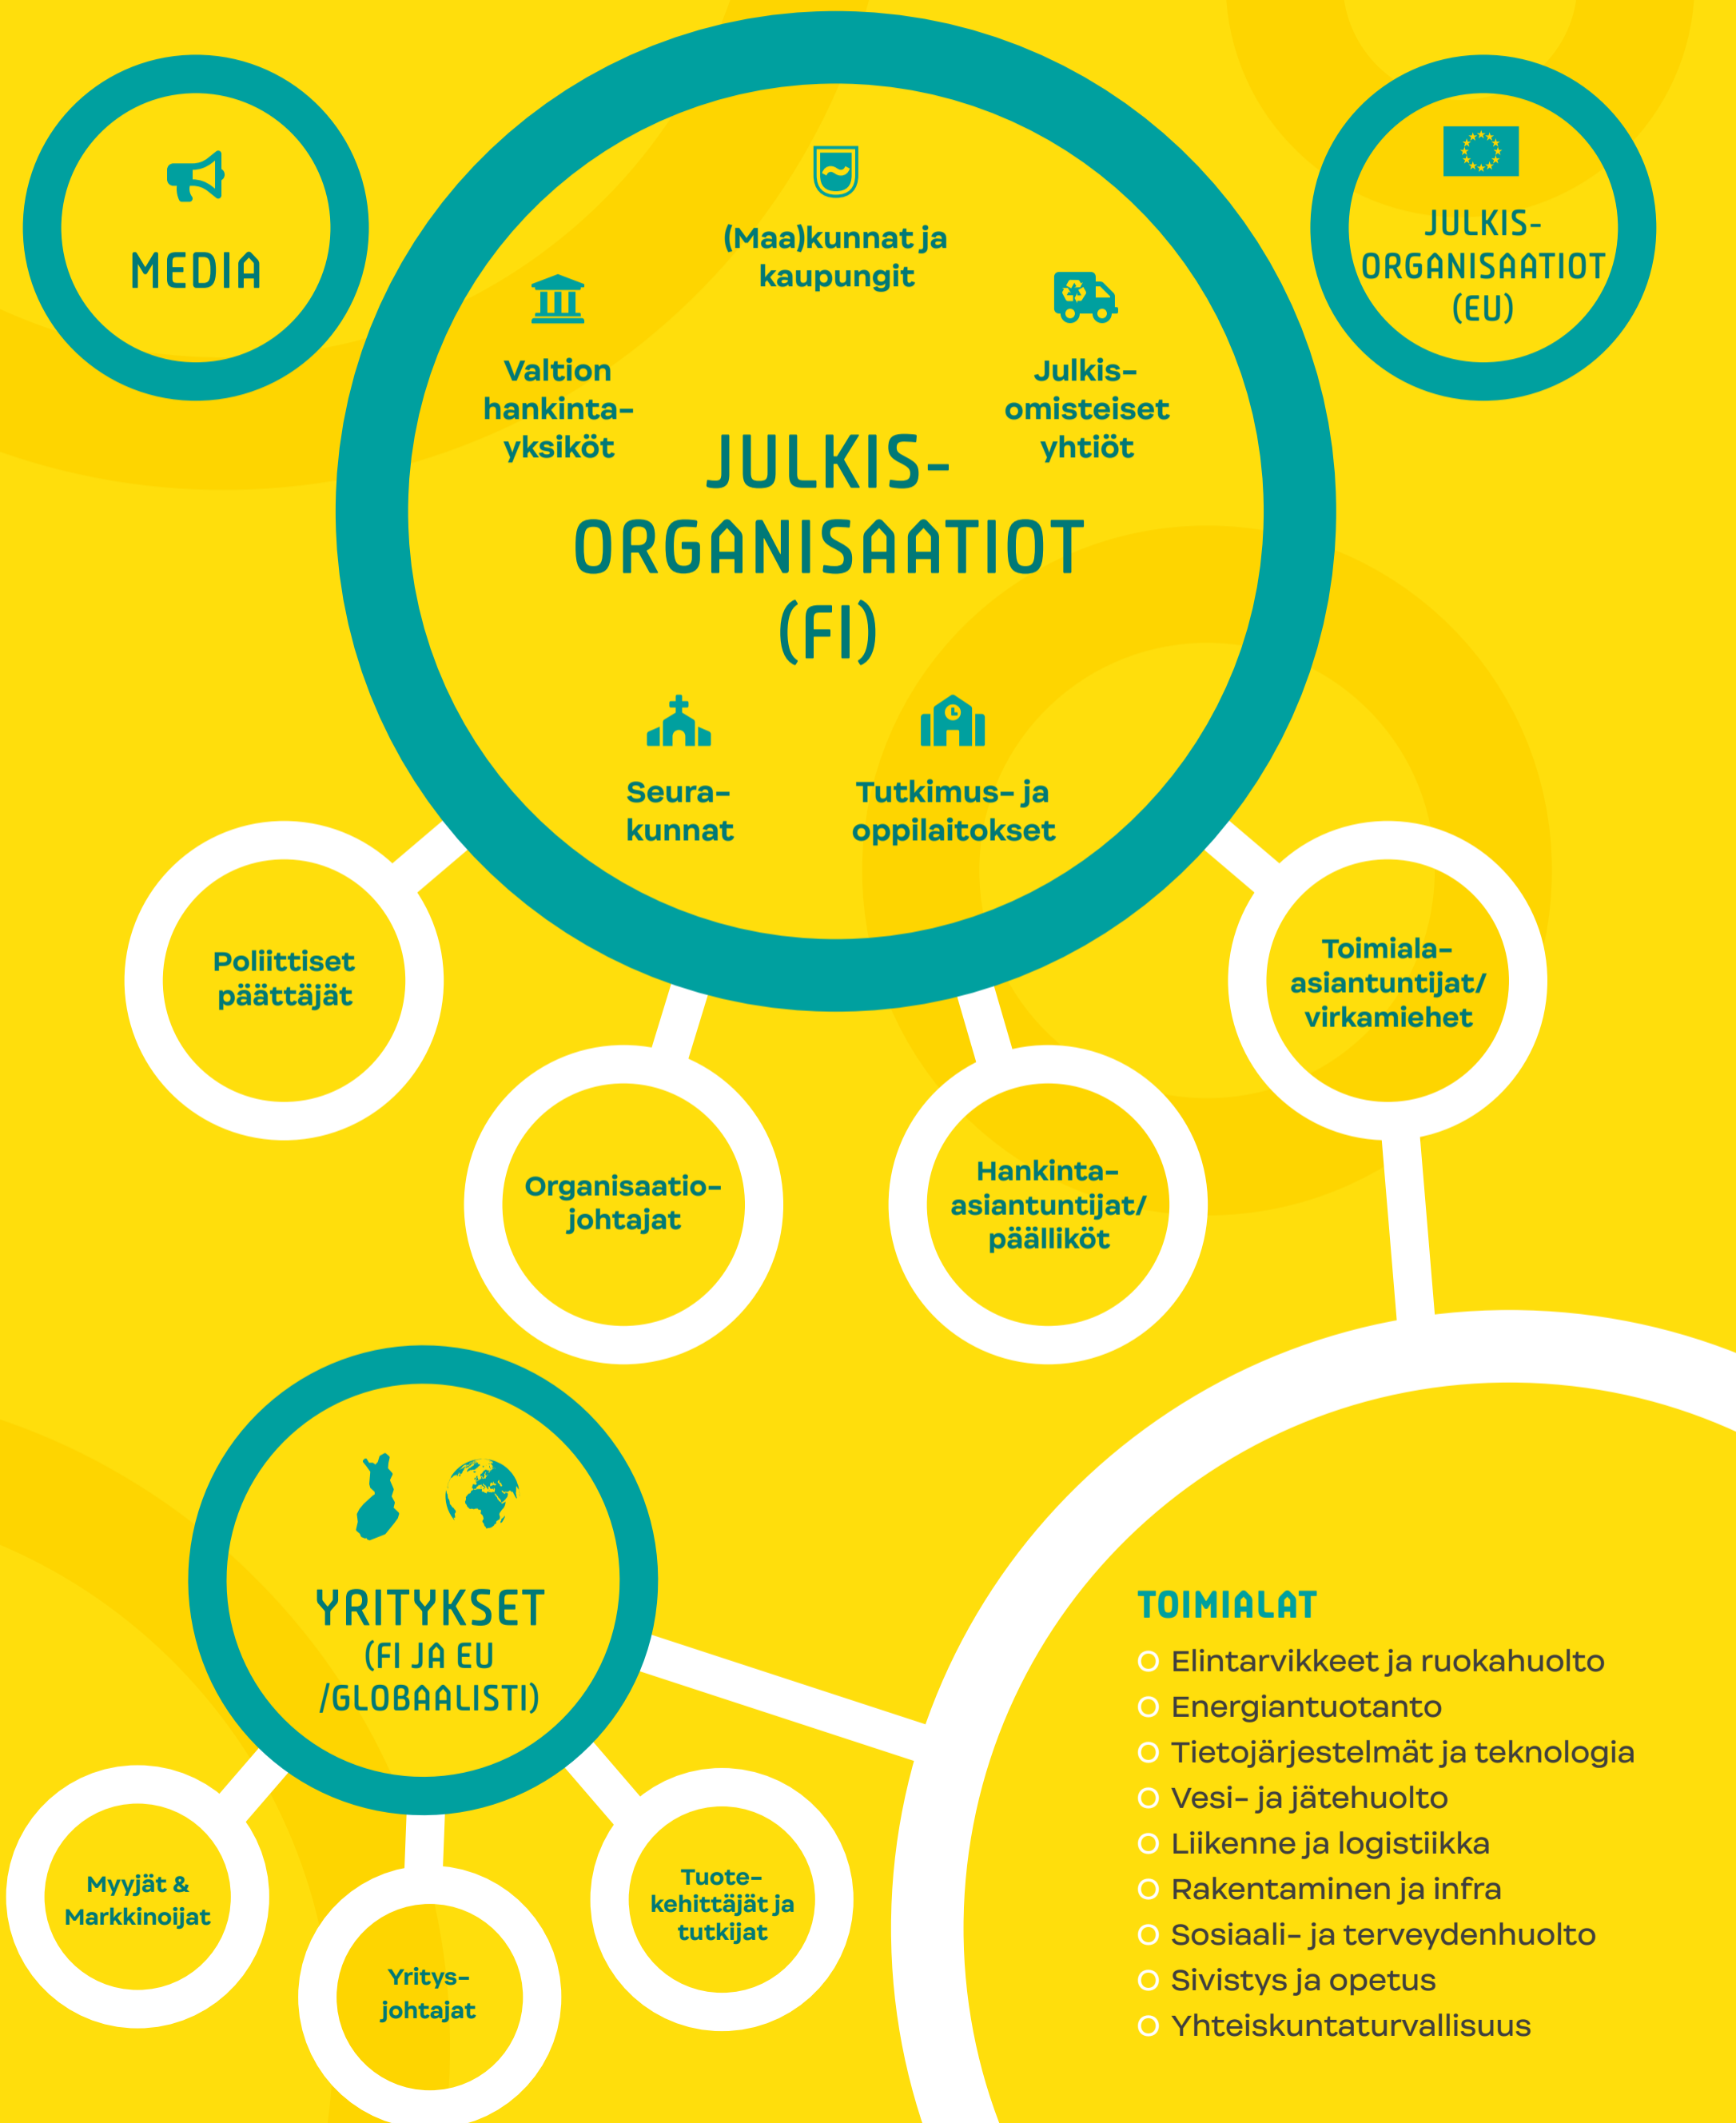 MEDIA
(Maa)kunnat ja
kaupungit
JULKIS-
ORGANISAATIOT
(EU)
Valtion
hankinta-
yksiköt
Julkis-
omisteiset
yhtiöt
JULKIS-
ORGANISAATIOT
(FI)
Seura-
kunnat
Tutkimus- ja
oppilaitokset
Poliittiset
päättäjät
Organisaatio-
johtajat
Hankinta-
asiantuntijat/
päälliköt
Toimiala-
asiantuntijat/
virkamiehet
YRITYKSET
(FI JA EU
/GLOBAALISTI)
Myyjät &
Markkinoijat
Yritys-
johtajat
Tuote-
kehittäjät ja
tutkijat
TOIMIALAT
Elintarvikkeet ja ruokahuolto
Energiantuotanto
Tietojärjestelmät ja teknologia
Vesi- ja jätehuolto
Liikenne ja logistiikka
Rakentaminen ja infra
Sosiaali- ja terveydenhuolto
Sivistys ja opetus
Yhteiskuntaturvallisuus